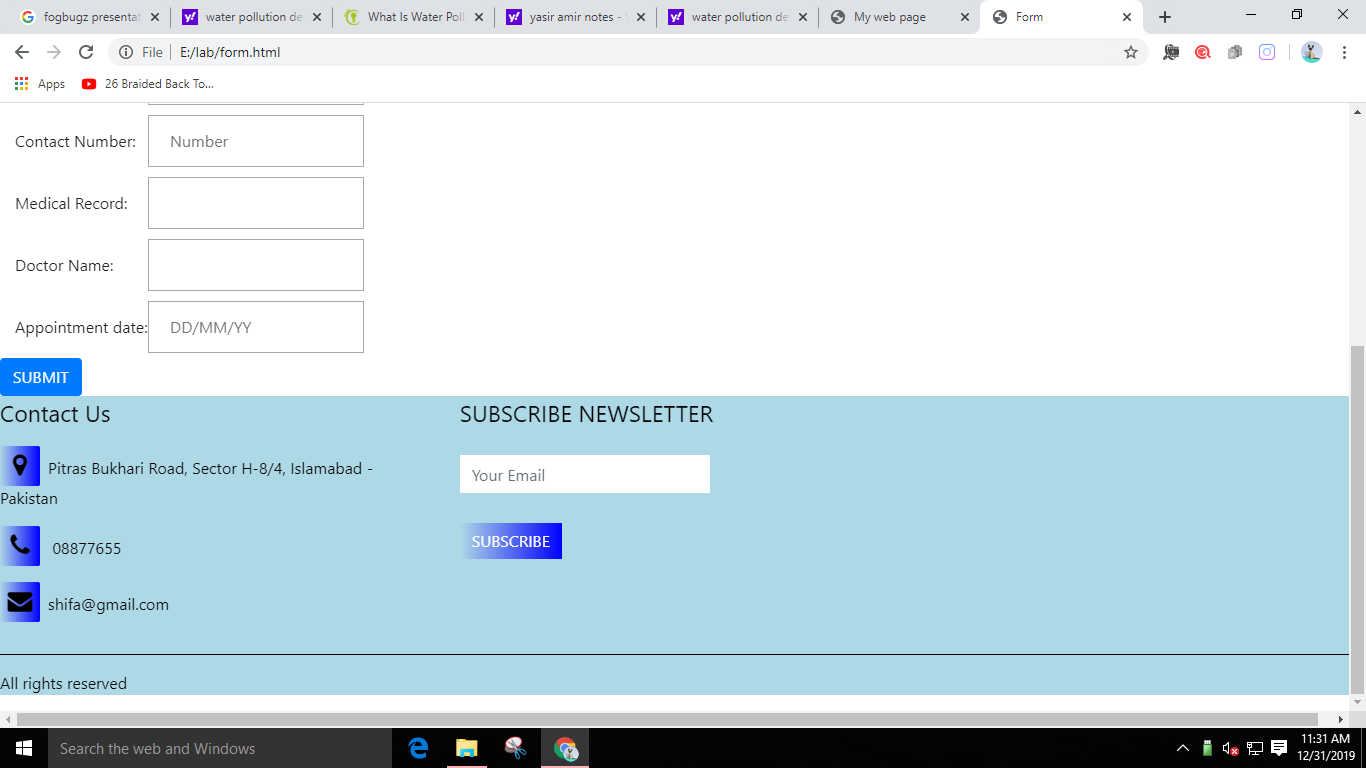 fogbugz presentat
water pollution de
What Is Water Poll
yasir amir notes - Y
water pollution de
My web page
Form
File
E:/lab/form.html
Apps
26 Braided Back To...
Contact Number:
Number
Medical Record:
Doctor Name:
Appointment date:
DD/MM/YY
SUBMIT
Contact Us
SUBSCRIBE NEWSLETTER
Pitras Bukhari Road, Sector H-8/4, Islamabad -
Pakistan
Your Email
08877655
SUBSCRIBE
shifa@gmail.com
All rights reserved
Search the web and Windows
11:31 AM
12/31/2019